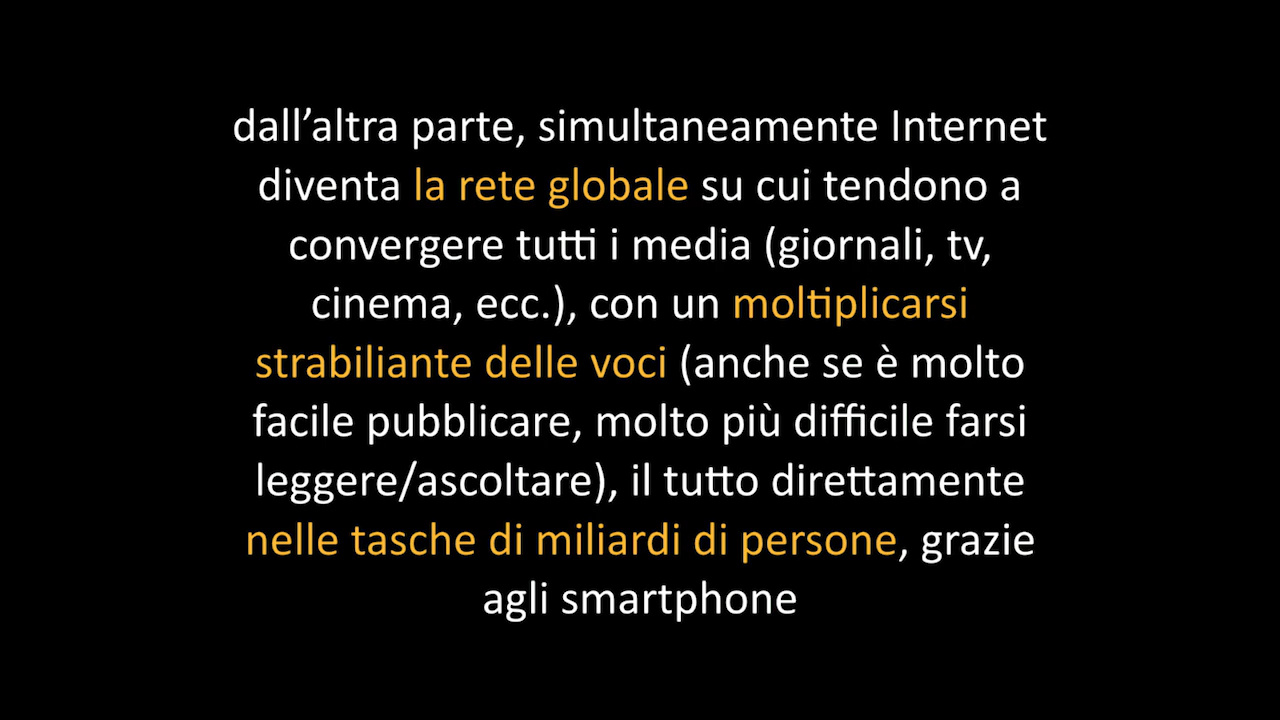 dall’altra parte, simultaneamente Internet
diventa la rete globale su cui tendono a
convergere tutti i media (giornali, tv,
cinema, ecc.), con un moltiplicarsi
strabiliante delle voci (anche se è molto
facile pubblicare, molto più difficile farsi
leggere/ascoltare), il tutto direttamente
nelle tasche di miliardi di persone, grazie
agli smartphone